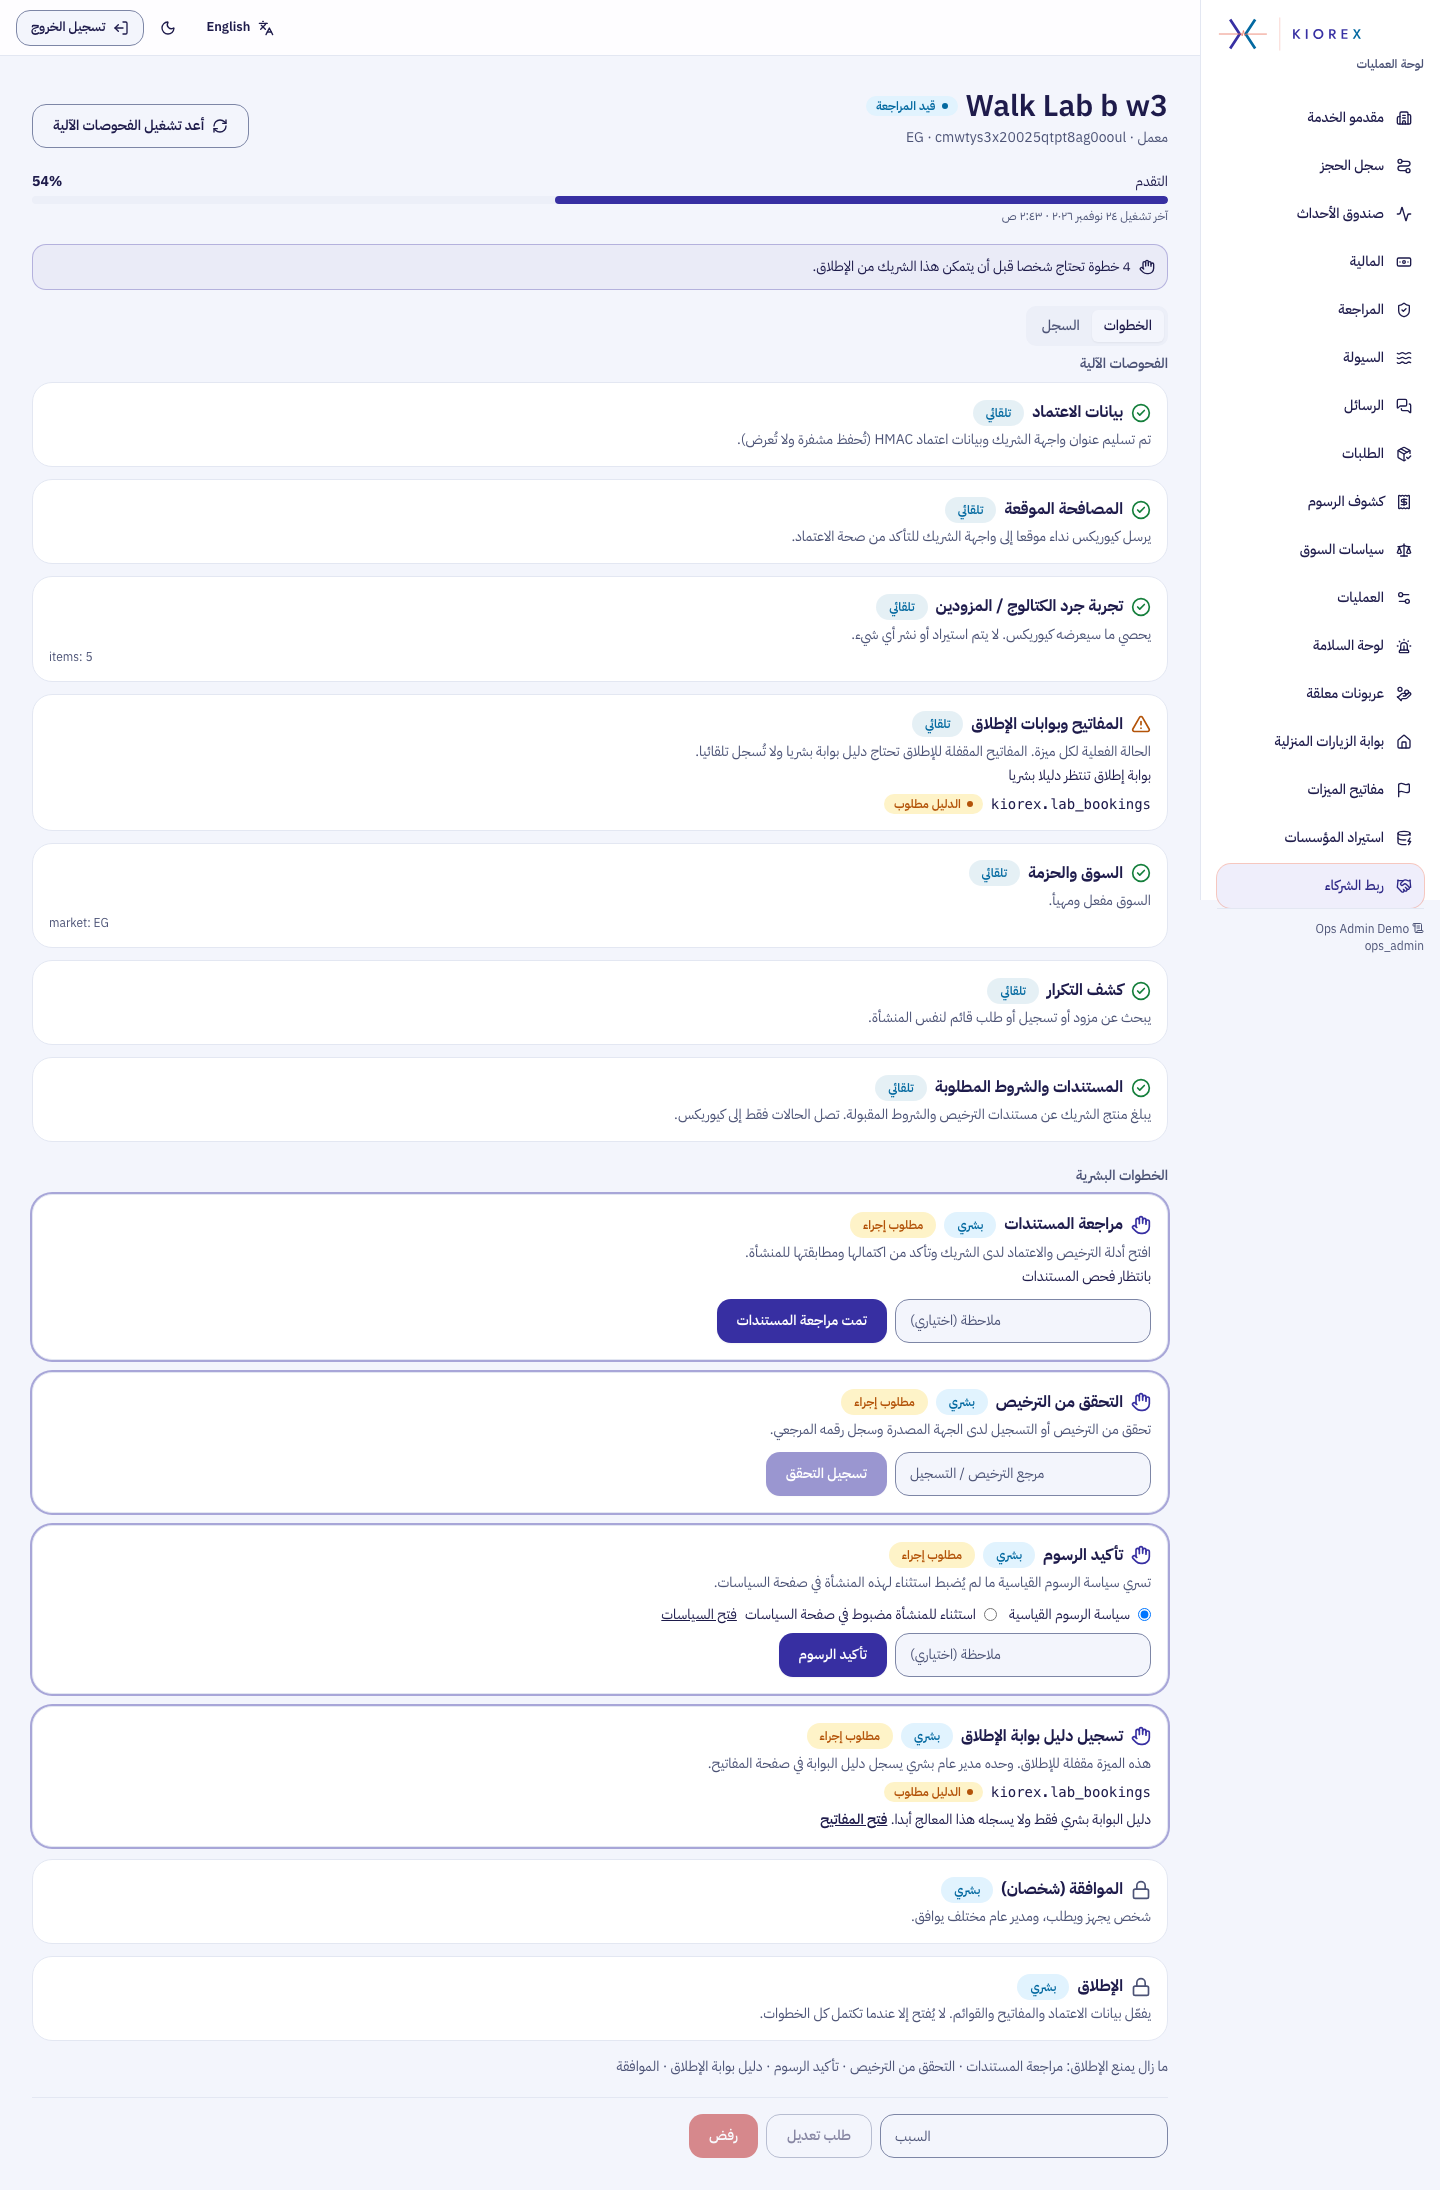 KIOREX
لوحة العمليات
مقدمو الخدمة
سجل الحجز
صندوق الأحداث
المالية
المراجعة
السيولة
الرسائل
الطلبات
كشوف الرسوم
سياسات السوق
العمليات
لوحة السلامة
عربونات معلقة
بوابة الزيارات المنزلية
مفاتيح الميزات
استيراد المؤسسات
ربط الشركاء
Ops Admin Demo
ops_admin
English
تسجيل الخروج
Walk Lab b w3 قيد المراجعة
معمل · EG · cmwtys3x20025qtpt8ag0ooul
أعد تشغيل الفحوصات الآلية
التقدم 54%
آخر تشغيل ٢٤ نوفمبر ٢٠٢٦ · ٢:٤٣ ص
4 خطوة تحتاج شخصا قبل أن يتمكن هذا الشريك من الإطلاق.
الخطوات السجل
الفحوصات الآلية
بيانات الاعتماد تلقائي
تم تسليم عنوان واجهة الشريك وبيانات اعتماد HMAC (تُحفظ مشفرة ولا تُعرض).
المصافحة الموقعة تلقائي
يرسل كيوريكس نداء موقعا إلى واجهة الشريك للتأكد من صحة الاعتماد.
تجربة جرد الكتالوج / المزودين تلقائي
يحصي ما سيعرضه كيوريكس. لا يتم استيراد أو نشر أي شيء.
items: 5
المفاتيح وبوابات الإطلاق تلقائي
الحالة الفعلية لكل ميزة. المفاتيح المقفلة للإطلاق تحتاج دليل بوابة بشريا ولا تُسجل تلقائيا.
بوابة إطلاق تنتظر دليلا بشريا
kiorex.lab_bookings الدليل مطلوب
السوق والحزمة تلقائي
السوق مفعل ومهيأ.
market: EG
كشف التكرار تلقائي
يبحث عن مزود أو تسجيل أو طلب قائم لنفس المنشأة.
المستندات والشروط المطلوبة تلقائي
يبلغ منتج الشريك عن مستندات الترخيص والشروط المقبولة. تصل الحالات فقط إلى كيوريكس.
الخطوات البشرية
مراجعة المستندات بشري مطلوب إجراء
افتح أدلة الترخيص والاعتماد لدى الشريك وتأكد من اكتمالها ومطابقتها للمنشأة.
بانتظار فحص المستندات
ملاحظة (اختياري) تمت مراجعة المستندات
التحقق من الترخيص بشري مطلوب إجراء
تحقق من الترخيص أو التسجيل لدى الجهة المصدرة وسجل رقمه المرجعي.
مرجع الترخيص / التسجيل تسجيل التحقق
تأكيد الرسوم بشري مطلوب إجراء
تسري سياسة الرسوم القياسية ما لم يُضبط استثناء لهذه المنشأة في صفحة السياسات.
سياسة الرسوم القياسية استثناء للمنشأة مضبوط في صفحة السياسات فتح السياسات
ملاحظة (اختياري) تأكيد الرسوم
تسجيل دليل بوابة الإطلاق بشري مطلوب إجراء
هذه الميزة مقفلة للإطلاق. وحده مدير عام بشري يسجل دليل البوابة في صفحة المفاتيح.
kiorex.lab_bookings الدليل مطلوب
دليل البوابة بشري فقط ولا يسجله هذا المعالج أبدا. فتح المفاتيح
الموافقة (شخصان) بشري
شخص يجهز ويطلب، ومدير عام مختلف يوافق.
الإطلاق بشري
يفعّل بيانات الاعتماد والمفاتيح والقوائم. لا يُفتح إلا عندما تكتمل كل الخطوات.
ما زال يمنع الإطلاق: مراجعة المستندات · التحقق من الترخيص · تأكيد الرسوم · دليل بوابة الإطلاق · الموافقة
السبب طلب تعديل رفض